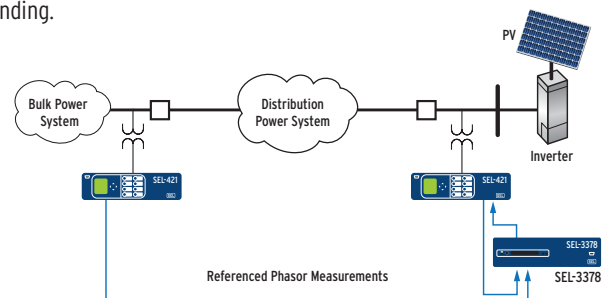 nding.
PV
Bulk Power
System
Distribution
Power System
Inverter
SEL-421
SEL-421
SEL-3378
Referenced Phasor Measurements
SEL-3378